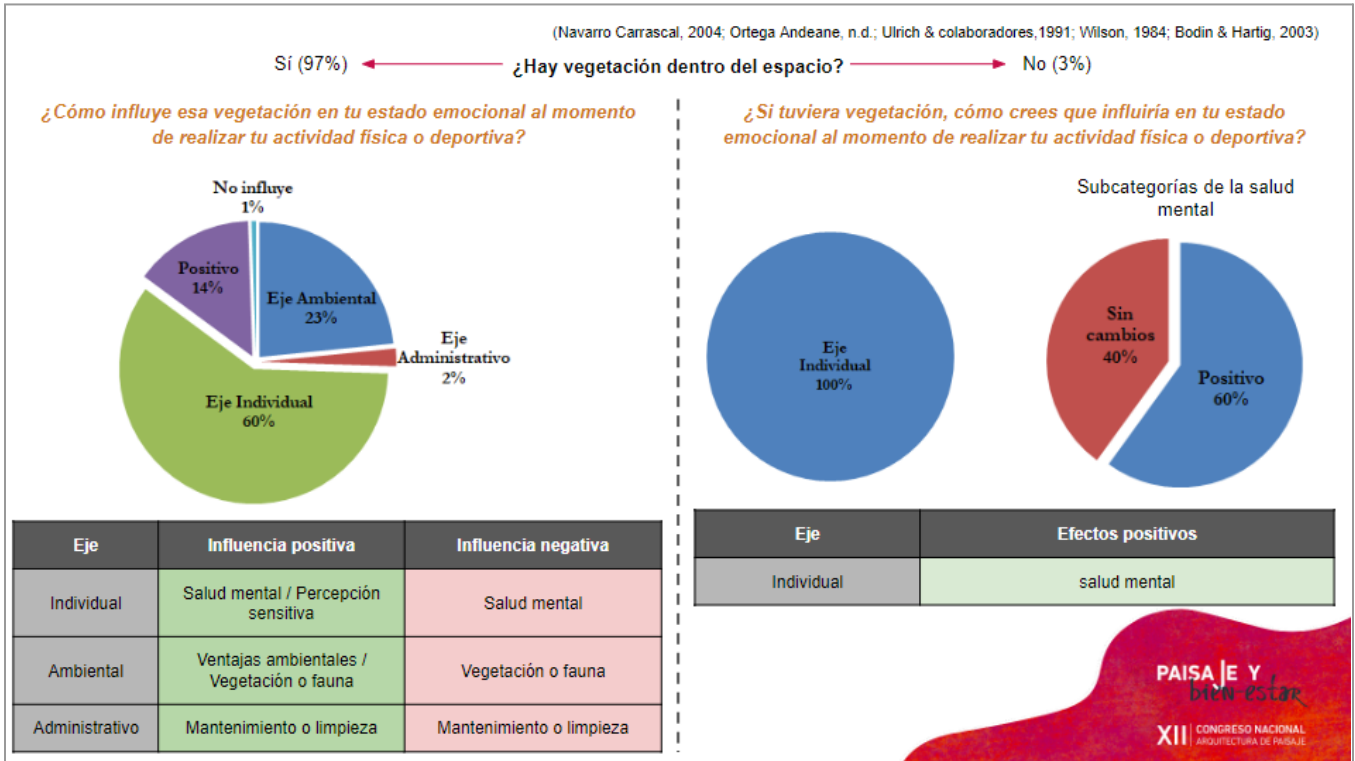 (Navarro Carrascal, 2004; Ortega Andeane, n.d.; Ulrich & colaboradores,1991; Wilson, 1984; Bodin & Hartig, 2003)
Sí (97%) ¿Hay vegetación dentro del espacio? No (3%)
¿Cómo influye esa vegetación en tu estado emocional al momento
de realizar tu actividad física o deportiva?
No influye
1%
Positivo
14%
Eje Ambiental
23%
Eje
Administrativo
2%
Eje Individual
60%
Eje Influencia positiva Influencia negativa
Individual Salud mental / Percepción
sensitiva Salud mental
Ambiental Ventajas ambientales /
Vegetación o fauna Vegetación o fauna
Administrativo Mantenimiento o limpieza Mantenimiento o limpieza
¿Si tuviera vegetación, cómo crees que influiría en tu estado
emocional al momento de realizar tu actividad física o deportiva?
Subcategorías de la salud
mental
Eje
Individual
100%
Sin
cambios
40%
Positivo
60%
Eje Efectos positivos
Individual salud mental
PAISAJE Y
bien-estar
XII CONGRESO NACIONAL
ARQUITECTURA DE PAISAJE